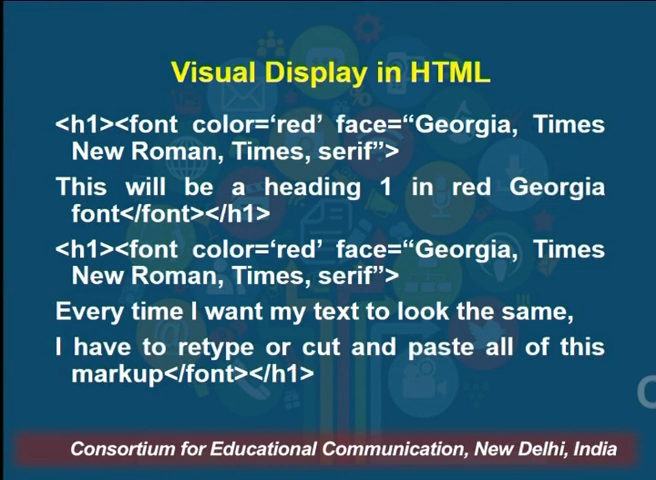 Visual Display in HTML
<h1><font color=‘red’ face=“Georgia, Times
New Roman, Times, serif”>
This will be a heading 1 in red Georgia
font</font></h1>
<h1><font color=‘red’ face=“Georgia, Times
New Roman, Times, serif”>
Every time I want my text to look the same,
I have to retype or cut and paste all of this
markup</font></h1>
Consortium for Educational Communication, New Delhi, India